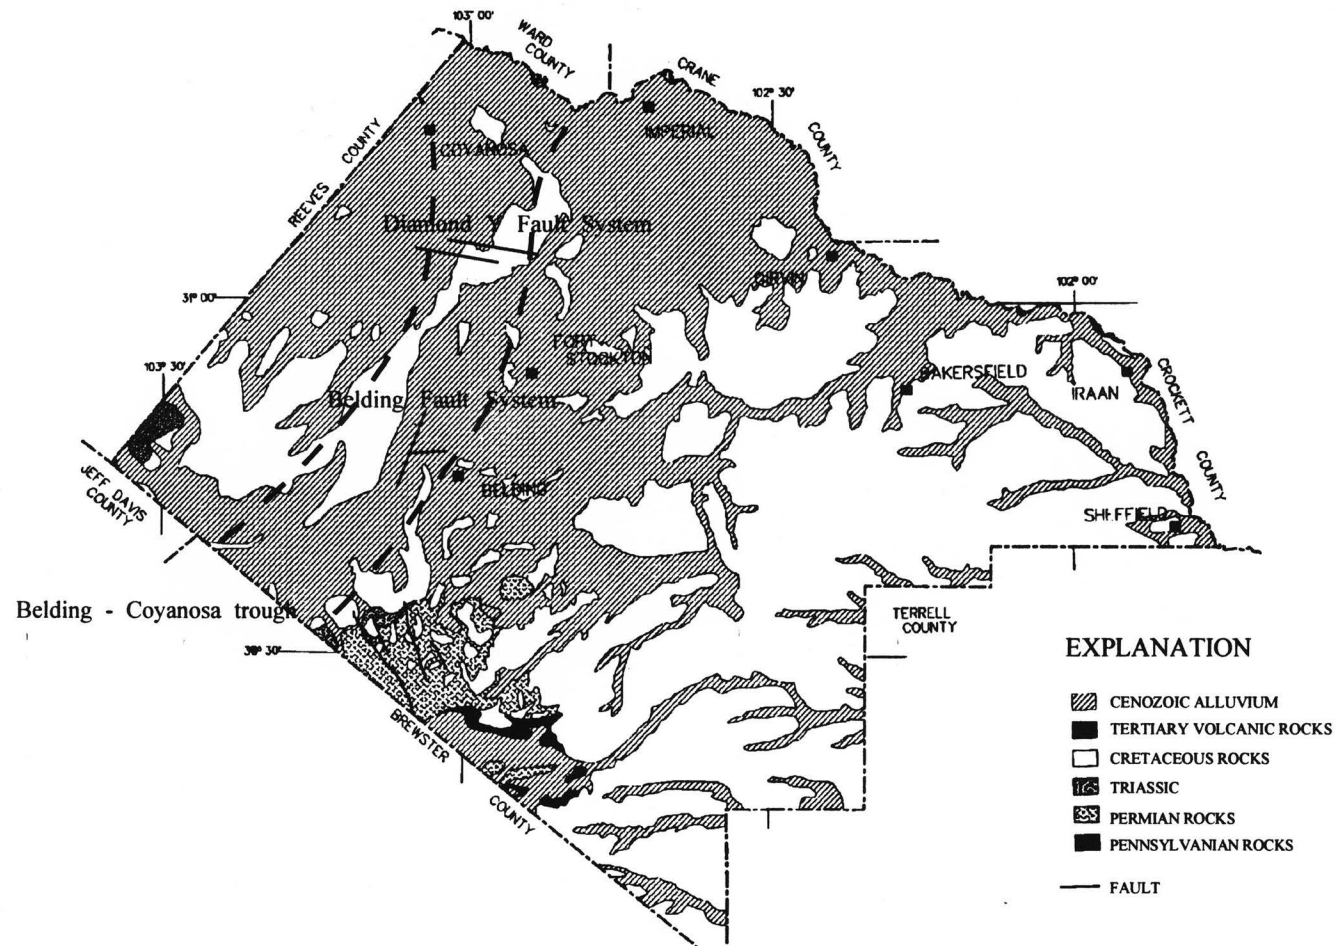 103° 00'
WARD
COUNTY
CRANE
COUNTY
102° 30'
REEVES COUNTY
COYANOSA
IMPERIAL
Diamond Y Fault System
GIRVIN
31° 00'
102° 00'
FORT
STOCKTON
103° 30'
BAKERSFIELD
IRAAN
CROCKETT
COUNTY
Belding Fault System
JEFF DAVIS
COUNTY
BELDING
SHEFFIELD
Belding - Coyanosa trough
TERRELL
COUNTY
30° 30'
BREWSTER
COUNTY
EXPLANATION
CENOZOIC ALLUVIUM
TERTIARY VOLCANIC ROCKS
CRETACEOUS ROCKS
TRIASSIC
PERMIAN ROCKS
PENNSYLVANIAN ROCKS
FAULT